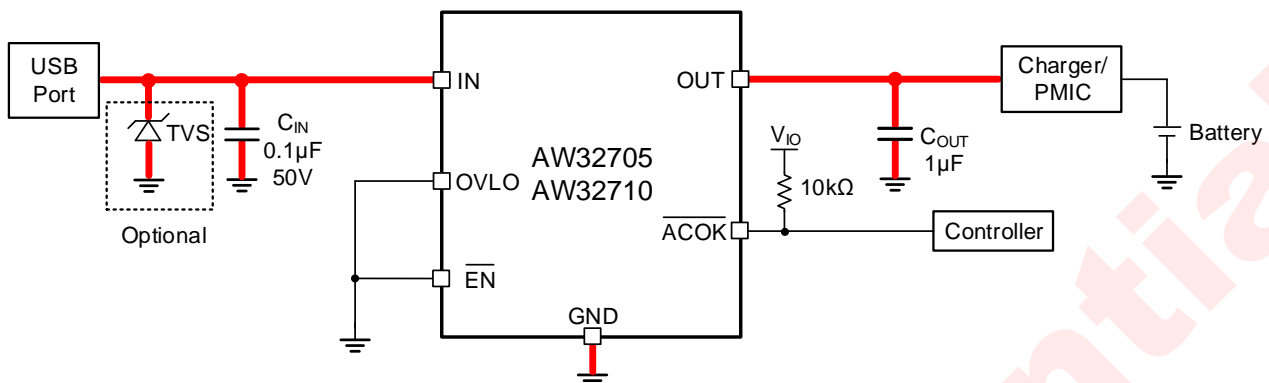 USB
Port
TVS
Optional
CIN
0.1µF
50V
IN
OVLO
EN
AW32705
AW32710
GND
OUT
ACOK
VIO
10kΩ
COUT
1µF
Charger/
PMIC
Battery
Controller
ntial